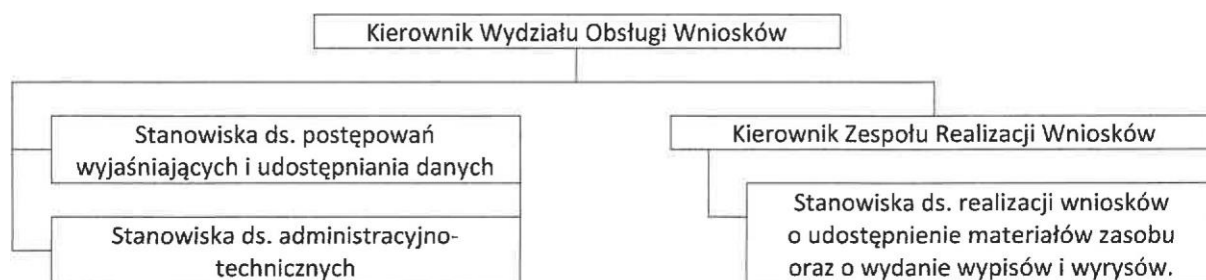 Kierownik Wydziału Obsługi Wniosków
Stanowiska ds. postępowań
wyjaśniających i udostępniania danych
Kierownik Zespołu Realizacji Wniosków
Stanowiska ds. administracyjno-
technicznych
Stanowiska ds. realizacji wniosków
o udostępnienie materiałów zasobu
oraz o wydanie wypisów i wyrysów.